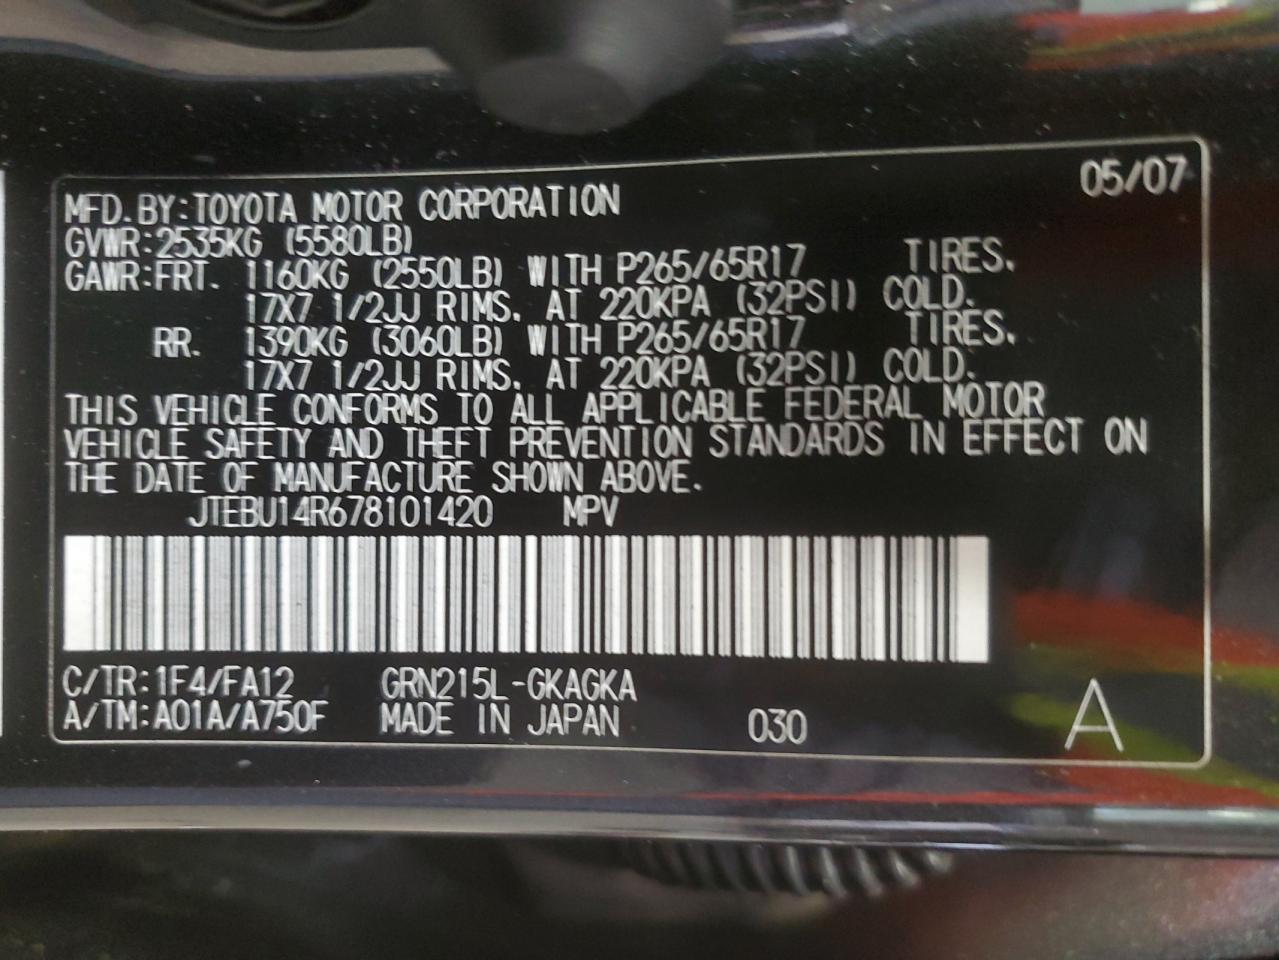 05/07
MFD. BY: TOYOTA MOTOR CORPORATION
GVWR: 2535KG (5580LB)
GAWR: FRT. 1160KG (2550LB) WITH P265/65R17 TIRES.
17X7 1/2JJ RIMS. AT 220KPA (32PSI) COLD.
RR. 1390KG (3060LB) WITH P265/65R17 TIRES.
17X7 1/2JJ RIMS. AT 220KPA (32PSI) COLD.
THIS VEHICLE CONFORMS TO ALL APPLICABLE FEDERAL MOTOR
VEHICLE SAFETY AND THEFT PREVENTION STANDARDS IN EFFECT ON
THE DATE OF MANUFACTURE SHOWN ABOVE.
JTEBU14R678101420 MPV
C/TR: 1F4/FA12 GRN215L-GKAGKA
A/TM: A01A/A750F MADE IN JAPAN 030 A